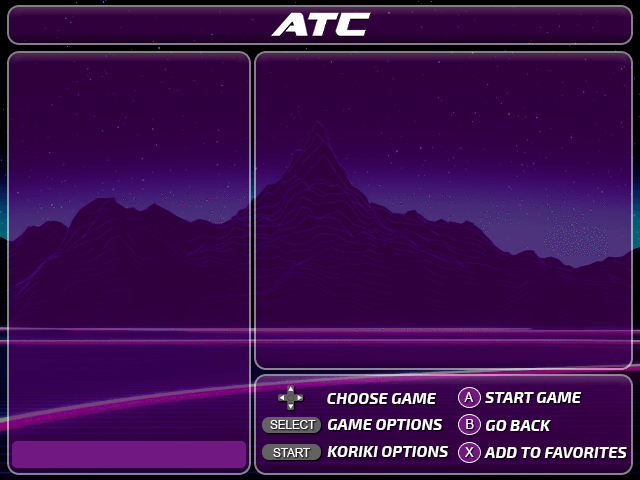 ATC
CHOOSE GAME
A START GAME
SELECT GAME OPTIONS
B GO BACK
START KORIKI OPTIONS
X ADD TO FAVORITES